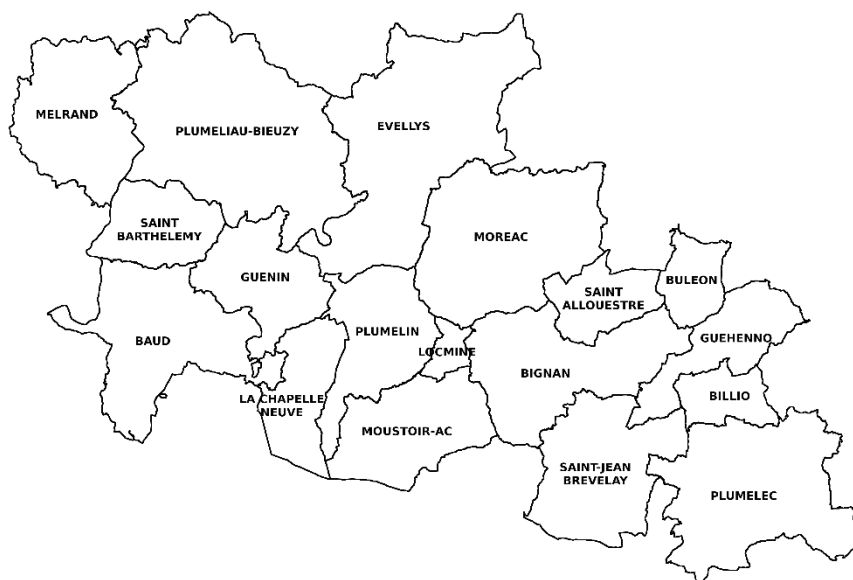 MELRAND
PLUMELIAU-BIEUZY
EVELLYS
SAINT
BARTHELEMY
MOREAC
GUENIN
SAINT
ALLOUESTRE
BULEON
BAUD
PLUMELIN
LOCMINE
GUEHENNO
BIGNAN
LA CHAPELLE
NEUVE
BILLIO
MOUSTOIR-AC
SAINT-JEAN
BREVELAY
PLUMELEC